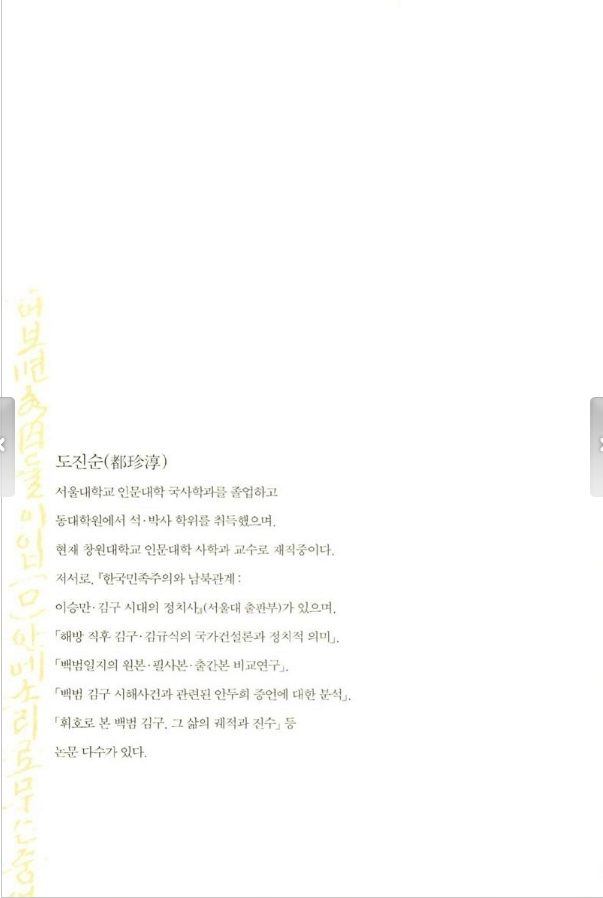 도진순(都珍淳)
서울대학교 인문대학 국사학과를 졸업하고
동대학원에서 석·박사 학위를 취득했으며,
현재 창원대학교 인문대학 사학과 교수로 재직중이다.
저서로, 『한국민족주의와 남북관계 :
이승만·김구 시대의 정치사』(서울대 출판부)가 있으며,
「해방 직후 김구·김규식의 국가건설론과 정치적 의미」,
「백범일지의 원본·필사본·출간본 비교연구」,
「백범 김구 시해사건과 관련된 안두희 증언에 대한 분석」,
「휘호로 본 백범 김구, 그 삶의 궤적과 진수」 등
논문 다수가 있다.